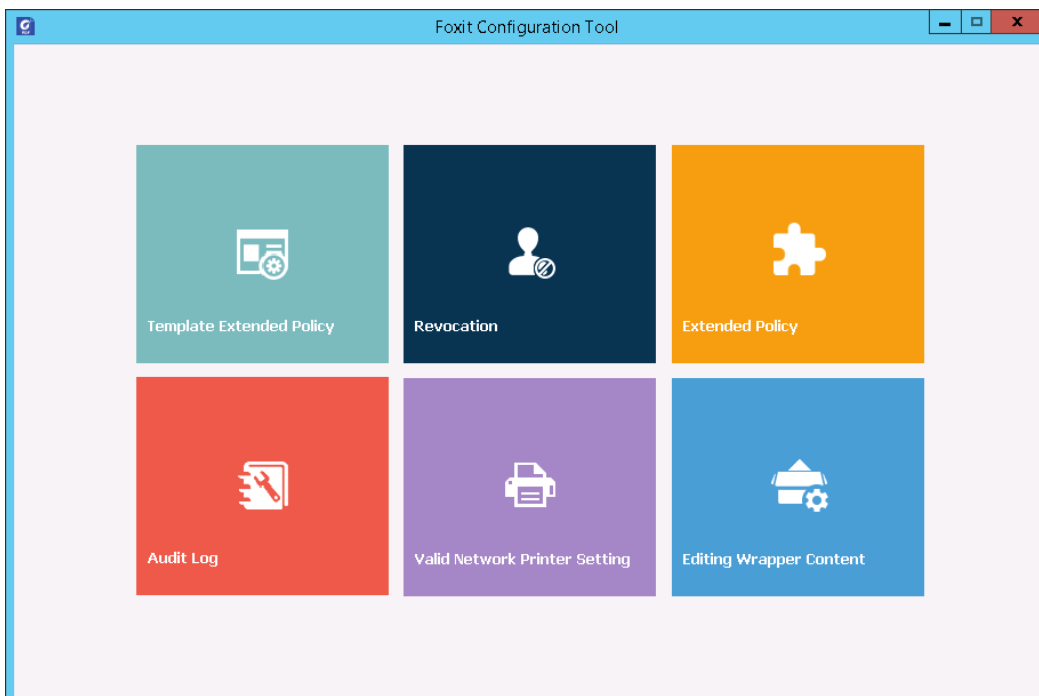 Foxit Configuration Tool
Template Extended Policy
Revocation
Extended Policy
Audit Log
Valid Network Printer Setting
Editing Wrapper Content